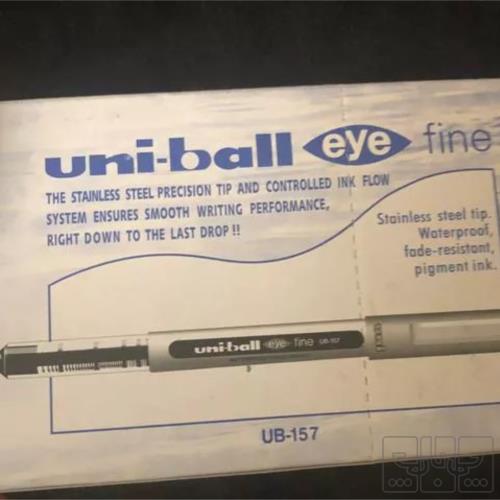 uni-ball eye fine
THE STAINLESS STEEL PRECISION TIP AND CONTROLLED INK FLOW
SYSTEM ENSURES SMOOTH WRITING PERFORMANCE,
RIGHT DOWN TO THE LAST DROP !!
Stainless steel tip.
Waterproof,
fade-resistant,
pigment ink.
uni-ball eye fine UB-157
UB-157